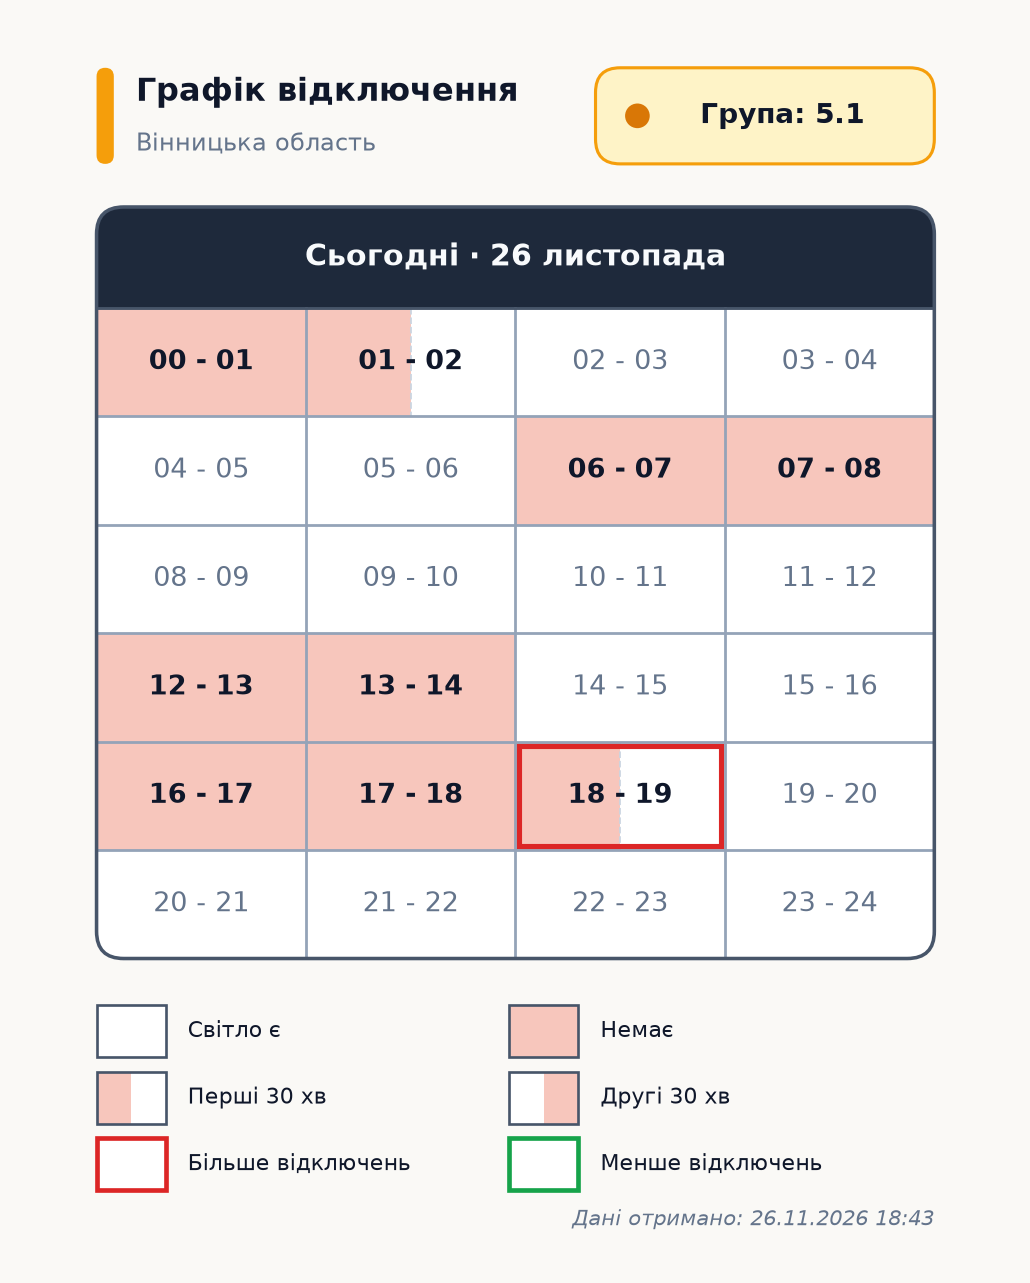 Графік відключення
Вінницька область
Група: 5.1
Сьогодні · 26 листопада
00 - 01 01 - 02 02 - 03 03 - 04
04 - 05 05 - 06 06 - 07 07 - 08
08 - 09 09 - 10 10 - 11 11 - 12
12 - 13 13 - 14 14 - 15 15 - 16
16 - 17 17 - 18 18 - 19 19 - 20
20 - 21 21 - 22 22 - 23 23 - 24
Світло є Немає
Перші 30 хв Другі 30 хв
Більше відключень Менше відключень
Дані отримано: 26.11.2026 18:43